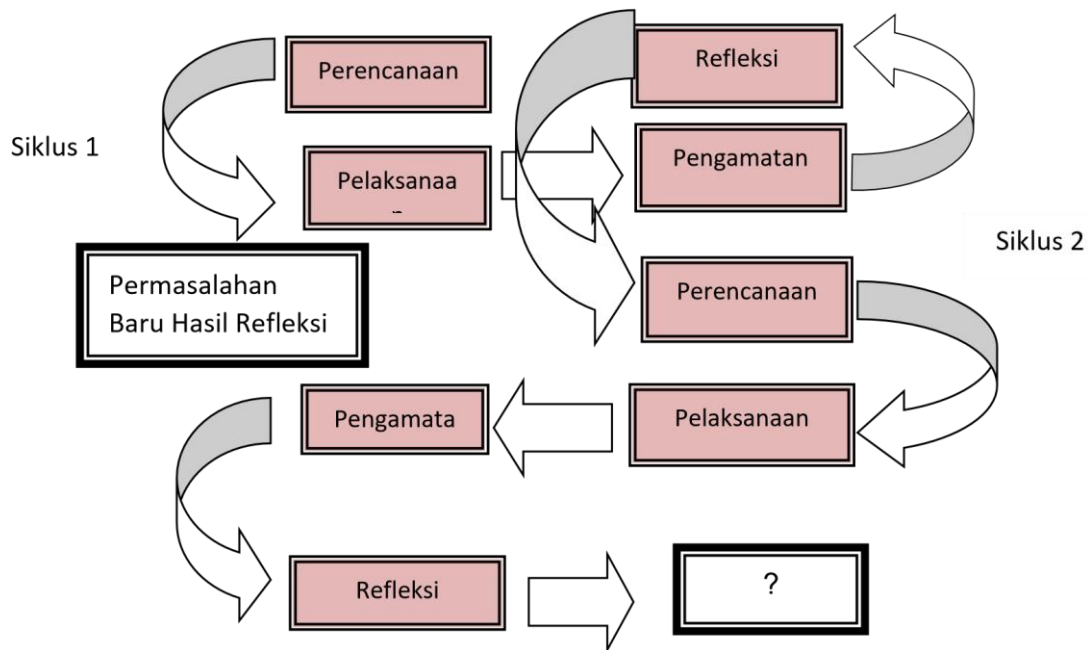 Perencanaan
Refleksi
Siklus 1
Pelaksanaa
Pengamatan
Siklus 2
Permasalahan
Baru Hasil Refleksi
Perencanaan
Pengamata
Pelaksanaan
Refleksi
?